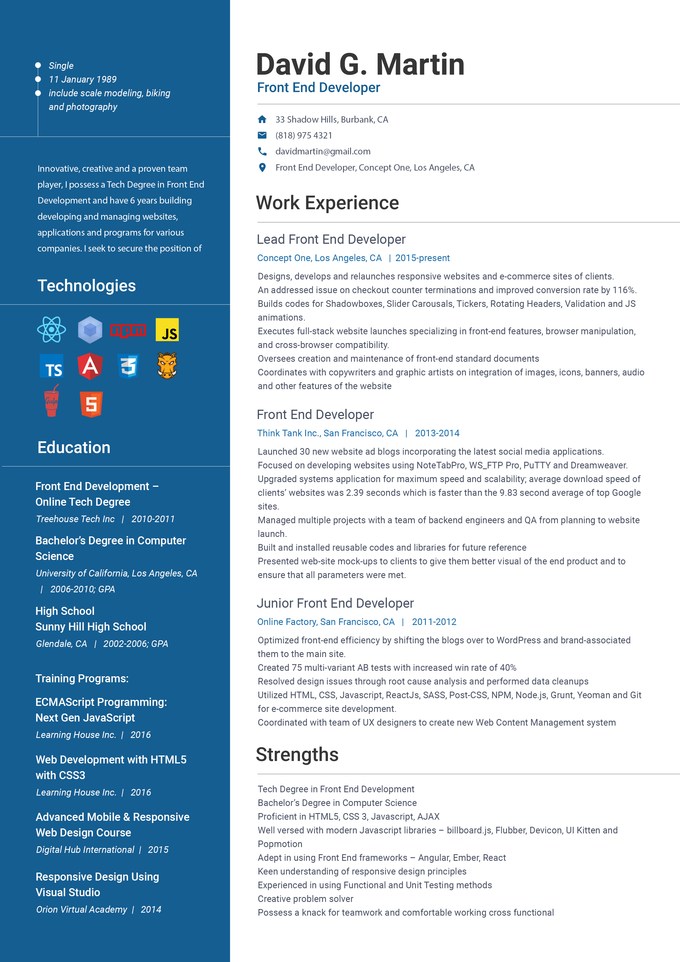 Single
11 January 1989
include scale modeling, biking
and photography
Innovative, creative and a proven team
player, I possess a Tech Degree in Front End
Development and have 6 years building
developing and managing websites,
applications and programs for various
companies. I seek to secure the position of
Technologies
npm
JS
TS
A
3
5
Education
Front End Development –
Online Tech Degree
Treehouse Tech Inc | 2010-2011
Bachelor's Degree in Computer
Science
University of California, Los Angeles, CA
| 2006-2010; GPA
High School
Sunny Hill High School
Glendale, CA | 2002-2006; GPA
Training Programs:
ECMAScript Programming:
Next Gen JavaScript
Learning House Inc. | 2016
Web Development with HTML5
with CSS3
Learning House Inc. | 2016
Advanced Mobile & Responsive
Web Design Course
Digital Hub International | 2015
Responsive Design Using
Visual Studio
Orion Virtual Academy | 2014
David G. Martin
Front End Developer
33 Shadow Hills, Burbank, CA
(818) 975 4321
davidmartin@gmail.com
Front End Developer, Concept One, Los Angeles, CA
Work Experience
Lead Front End Developer
Concept One, Los Angeles, CA | 2015-present
Designs, develops and relaunches responsive websites and e-commerce sites of clients.
An addressed issue on checkout counter terminations and improved conversion rate by 116%.
Builds codes for Shadowboxes, Slider Carousals, Tickers, Rotating Headers, Validation and JS
animations.
Executes full-stack website launches specializing in front-end features, browser manipulation,
and cross-browser compatibility.
Oversees creation and maintenance of front-end standard documents
Coordinates with copywriters and graphic artists on integration of images, icons, banners, audio
and other features of the website
Front End Developer
Think Tank Inc., San Francisco, CA | 2013-2014
Launched 30 new website ad blogs incorporating the latest social media applications.
Focused on developing websites using NoteTabPro, WS_FTP Pro, PuTTY and Dreamweaver.
Upgraded systems application for maximum speed and scalability; average download speed of
clients' websites was 2.39 seconds which is faster than the 9.83 second average of top Google
sites.
Managed multiple projects with a team of backend engineers and QA from planning to website
launch.
Built and installed reusable codes and libraries for future reference
Presented web-site mock-ups to clients to give them better visual of the end product and to
ensure that all parameters were met.
Junior Front End Developer
Online Factory, San Francisco, CA | 2011-2012
Optimized front-end efficiency by shifting the blogs over to WordPress and brand-associated
them to the main site.
Created 75 multi-variant AB tests with increased win rate of 40%
Resolved design issues through root cause analysis and performed data cleanups
Utilized HTML, CSS, Javascript, ReactJs, SASS, Post-CSS, NPM, Node.js, Grunt, Yeoman and Git
for e-commerce site development.
Coordinated with team of UX designers to create new Web Content Management system
Strengths
Tech Degree in Front End Development
Bachelor's Degree in Computer Science
Proficient in HTML5, CSS 3, Javascript, AJAX
Well versed with modern Javascript libraries – billboard.js, Flubber, Devicon, UI Kitten and
Popmotion
Adept in using Front End frameworks – Angular, Ember, React
Keen understanding of responsive design principles
Experienced in using Functional and Unit Testing methods
Creative problem solver
Possess a knack for teamwork and comfortable working cross functional